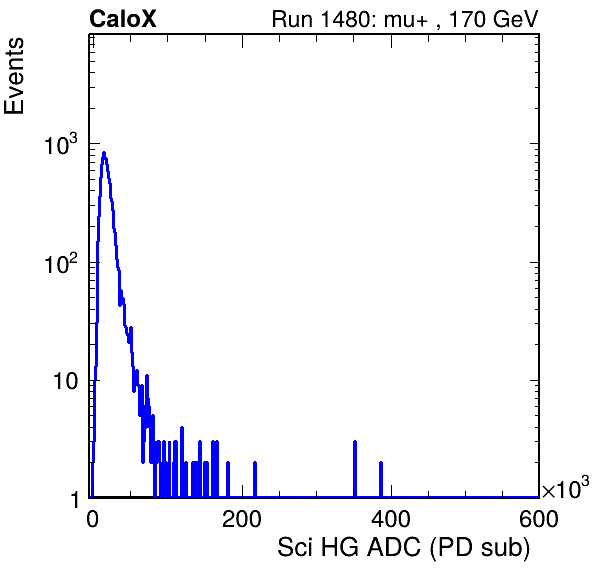 CaloX Run 1480: mu+ , 170 GeV
Events
10³
10²
10
1
0 200 400 600
×10³
Sci HG ADC (PD sub)